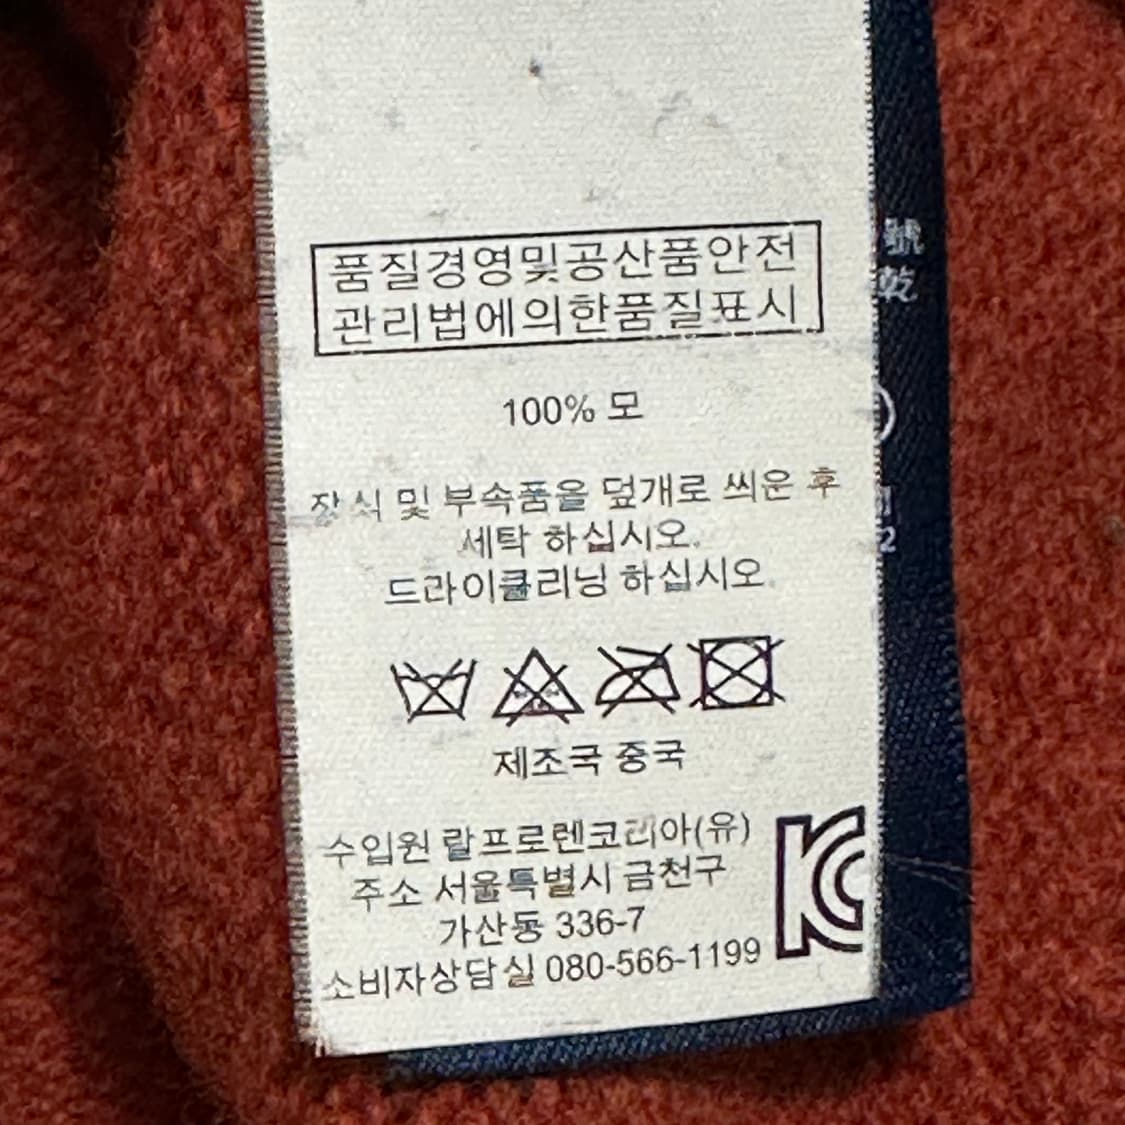 품질경영및공산품안전
관리법에의한품질표시
100% 모
장식 및 부속품을 덮개로 씌운 후
세탁 하십시오.
드라이클리닝 하십시오.
제조국 중국
수입원 랄프로렌코리아(유)
주소 서울특별시 금천구
가산동 336-7
소비자상담실 080-566-1199
KC
號
乾
2